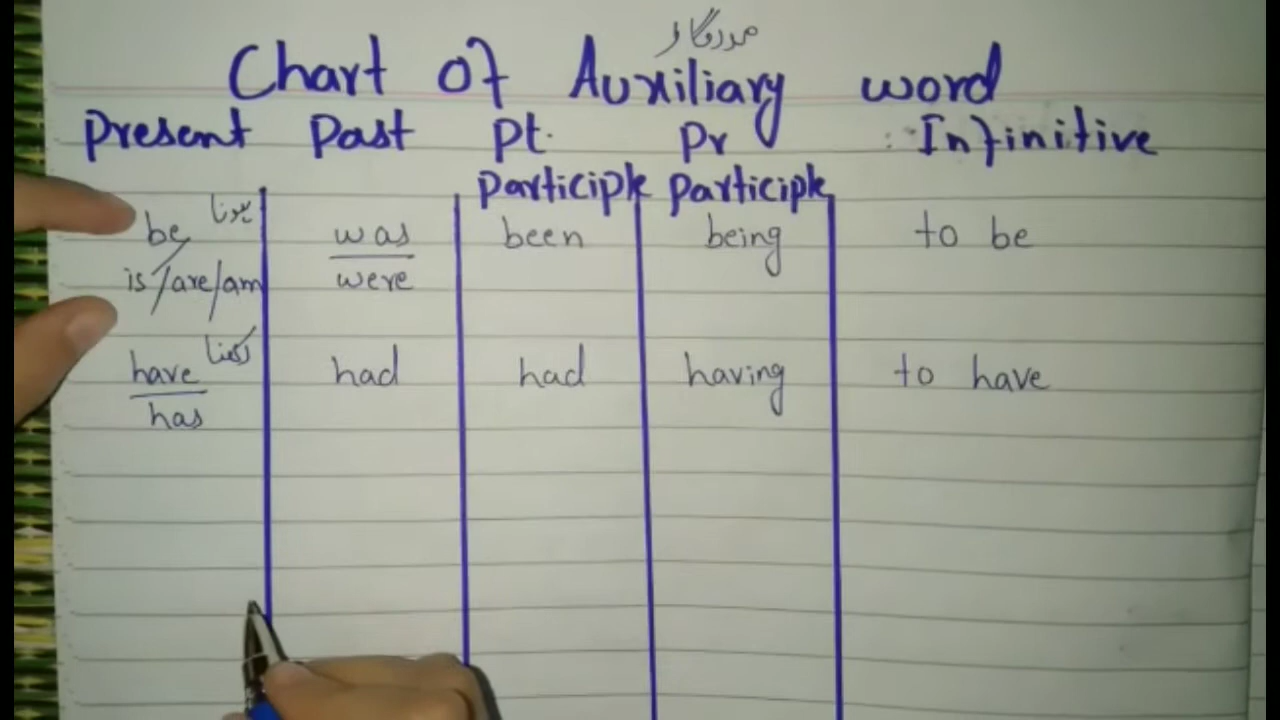 مددگار
Chart of Auxiliary word
Present Past Pt. Pr Infinitive
participle participle
be ہونا was been being to be
is/are/am were
have رکھنا had had having to have
has